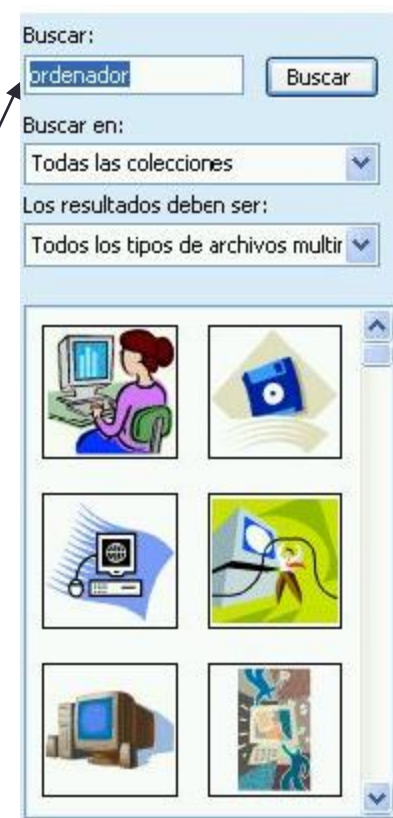 Buscar:
ordenador
Buscar
Buscar en:
Todas las colecciones
Los resultados deben ser:
Todos los tipos de archivos multir